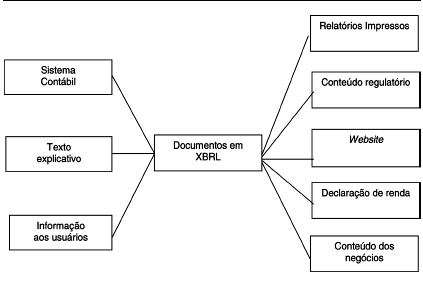 Sistema
Contábil
Texto
explicativo
Informação
aos usuários
Documentos em
XBRL
Relatórios Impressos
Conteúdo regulatório
Website
Declaração de renda
Conteúdo dos
negócios